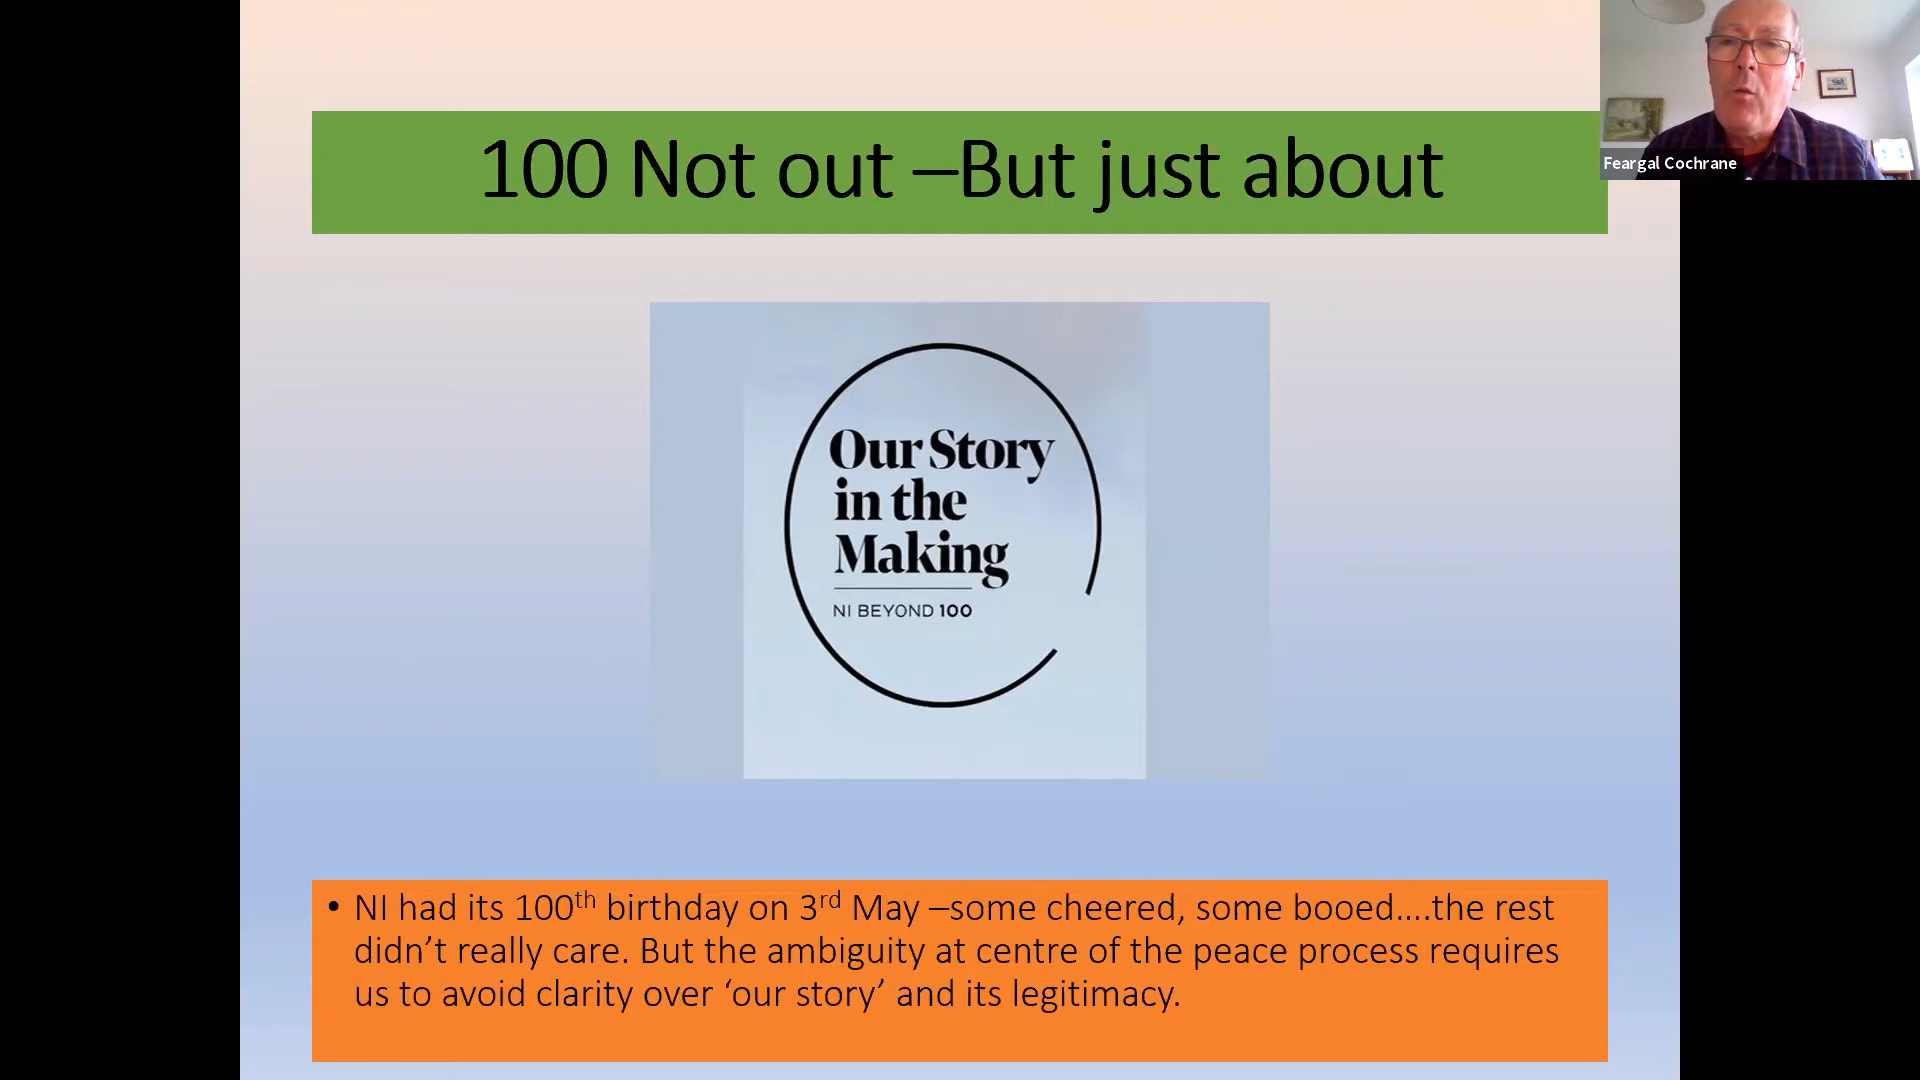 100 Not out –But just about
Feargal Cochrane
Our Story
in the
Making
NI BEYOND 100
• NI had its 100th birthday on 3rd May –some cheered, some booed….the rest
didn’t really care. But the ambiguity at centre of the peace process requires
us to avoid clarity over ‘our story’ and its legitimacy.